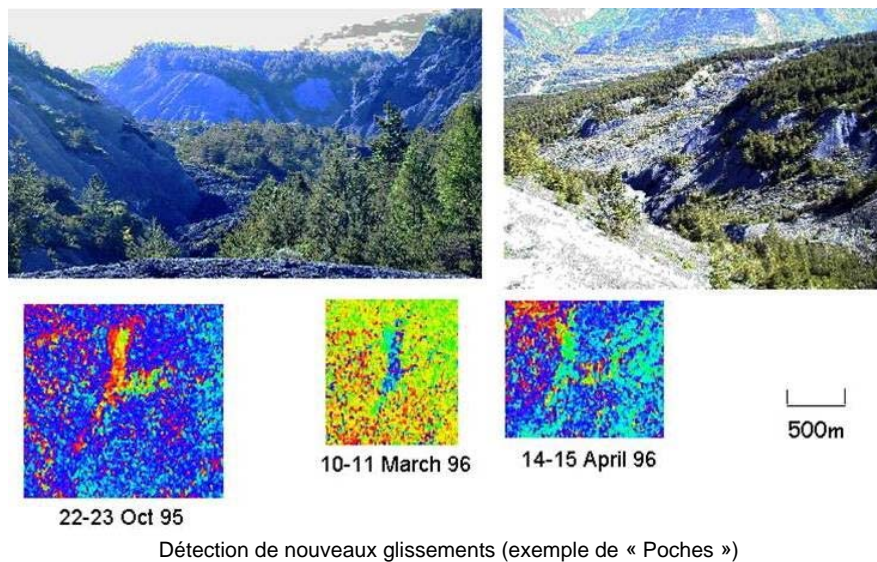 10-11 March 96
14-15 April 96
500m
22-23 Oct 95
Détection de nouveaux glissements (exemple de « Poches »)